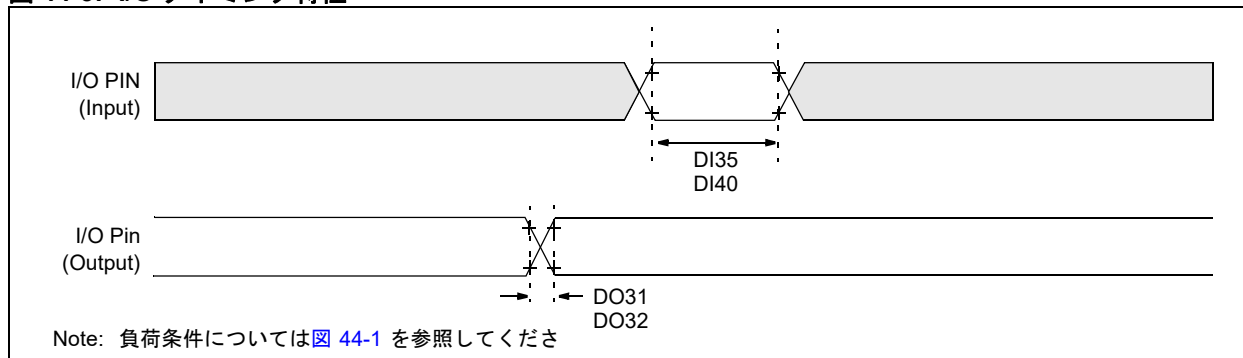 I/O PIN
(Input)
DI35
DI40
I/O Pin
(Output)
DO31
DO32
Note: 負荷条件については図 44-1 を参照してくださ